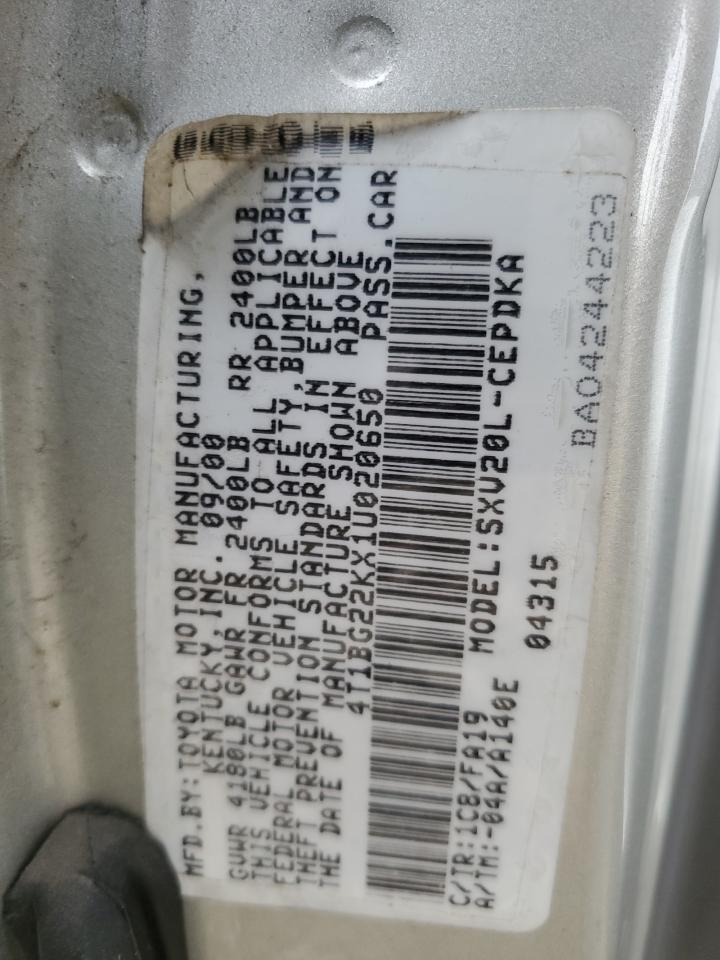 MFD.BY:TOYOTA MOTOR MANUFACTURING,
KENTUCKY,INC. 09/00
GVWR 4180LB GAWR FR 2400LB RR 2400LB
THIS VEHICLE CONFORMS TO ALL APPLICABLE
FEDERAL MOTOR VEHICLE SAFETY,BUMPER AND
THEFT PREVENTION STANDARDS IN EFFECT ON
THE DATE OF MANUFACTURE SHOWN ABOVE
4T1BG22KX1U020650 PASS.CAR
C/TR:1C8/FA19 MODEL:SXV20L-CEPDKA
A/TM:-04A/A140E
04315
BA04244223